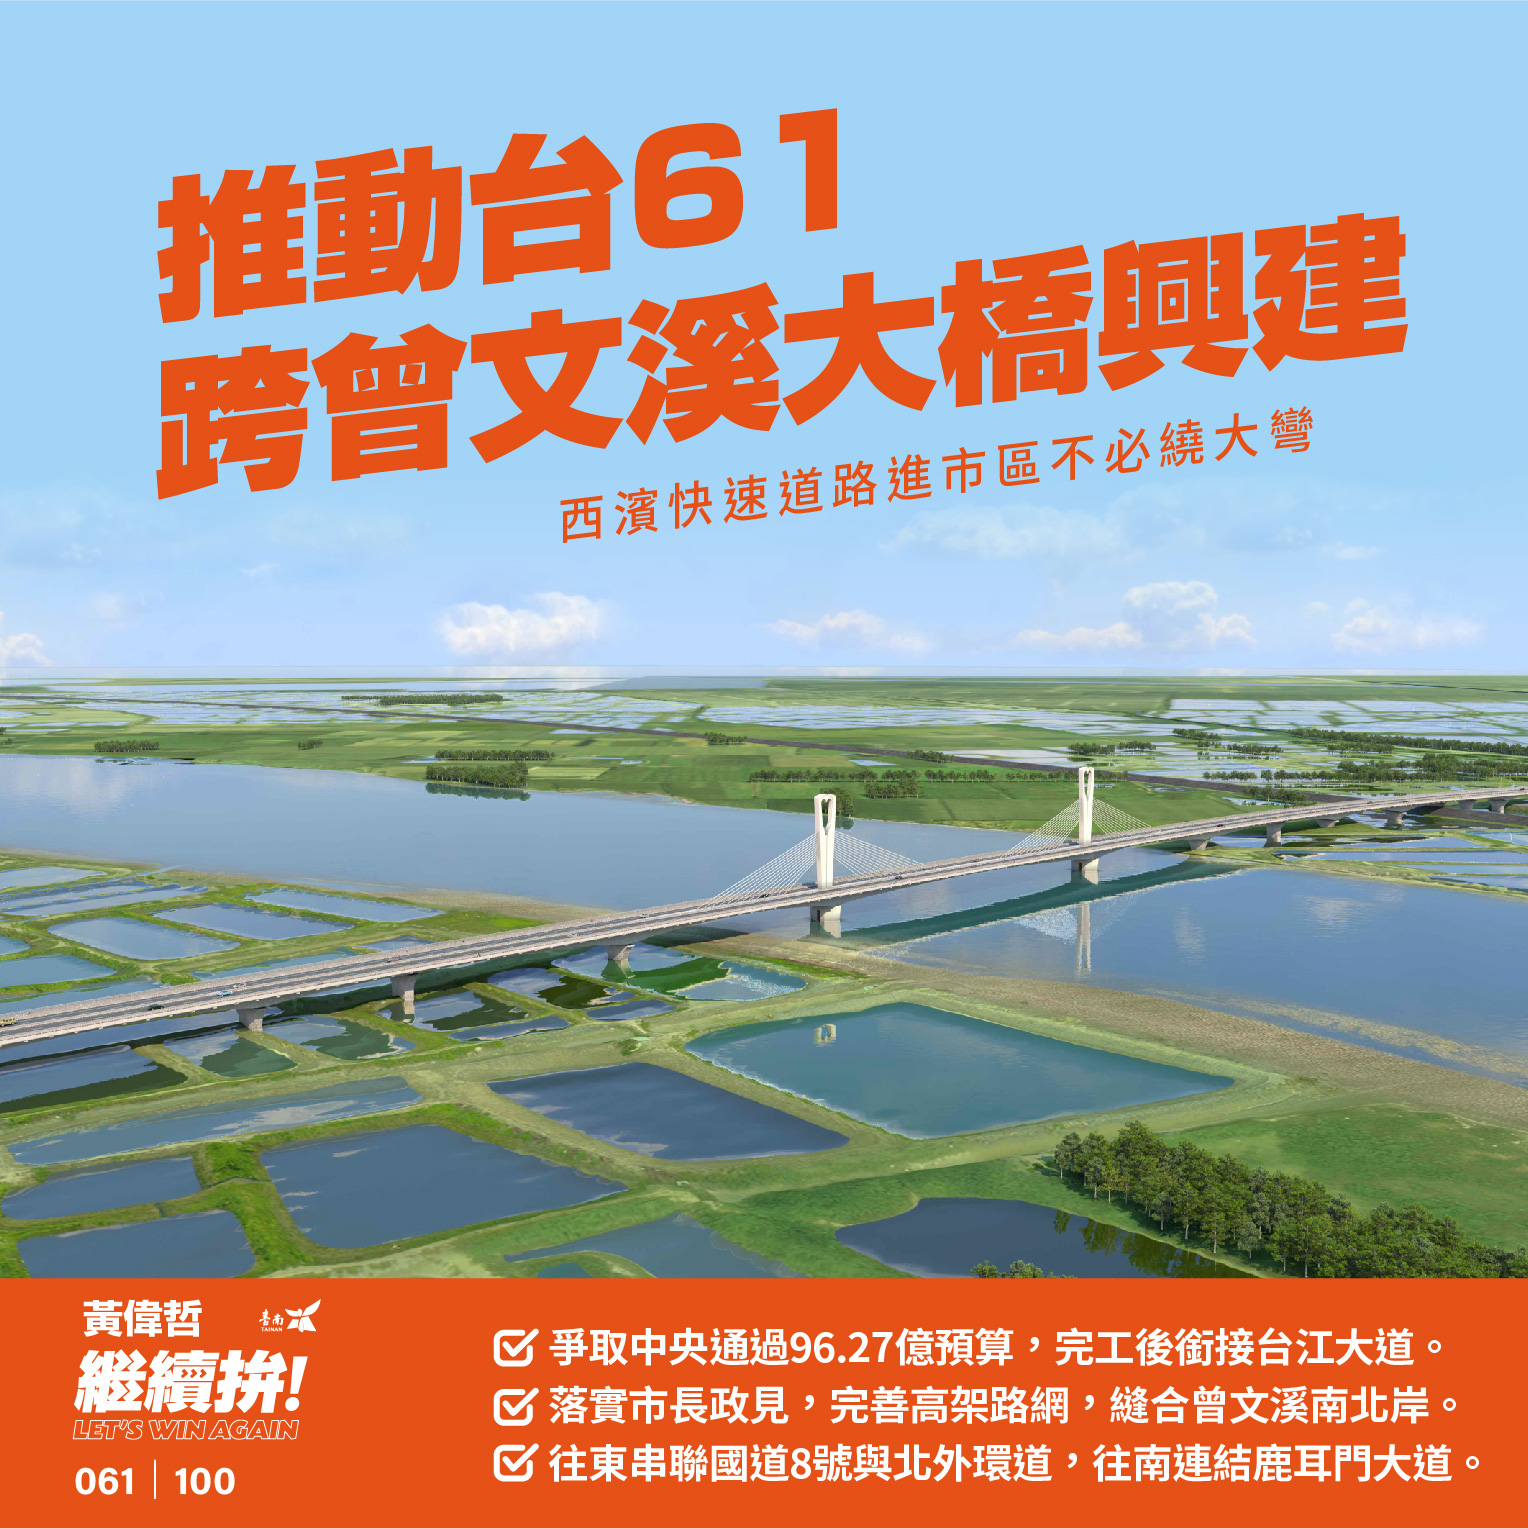 推動台61
跨曾文溪大橋興建
西濱快速道路進市區不必繞大彎
黃偉哲
臺南
TAINAN
繼續拚!
LET'S WIN AGAIN
061 | 100
爭取中央通過96.27億預算，完工後銜接台江大道。
落實市長政見，完善高架路網，縫合曾文溪南北岸。
往東串聯國道8號與北外環道，往南連結鹿耳門大道。